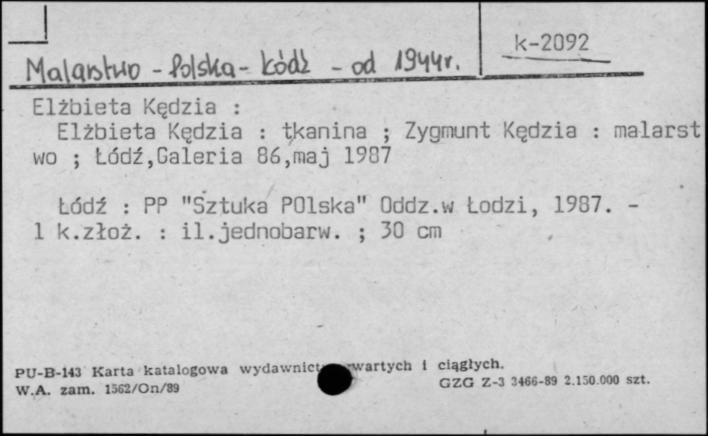 k-2092
Malarstwo - Polska - Łódź - od 1944r.
Elżbieta Kędzia :
Elżbieta Kędzia : tkanina ; Zygmunt Kędzia : malarst
wo ; Łódź,Galeria 86,maj 1987
Łódź : PP "Sztuka POlska" Oddz.w Łodzi, 1987. -
1 k.złoż. : il.jednobarw. ; 30 cm
PU-B-143 Karta katalogowa wydawnict wartych i ciągłych.
W.A. zam. 1562/On/89
GZG Z-3 3466-89 2.150.000 szt.